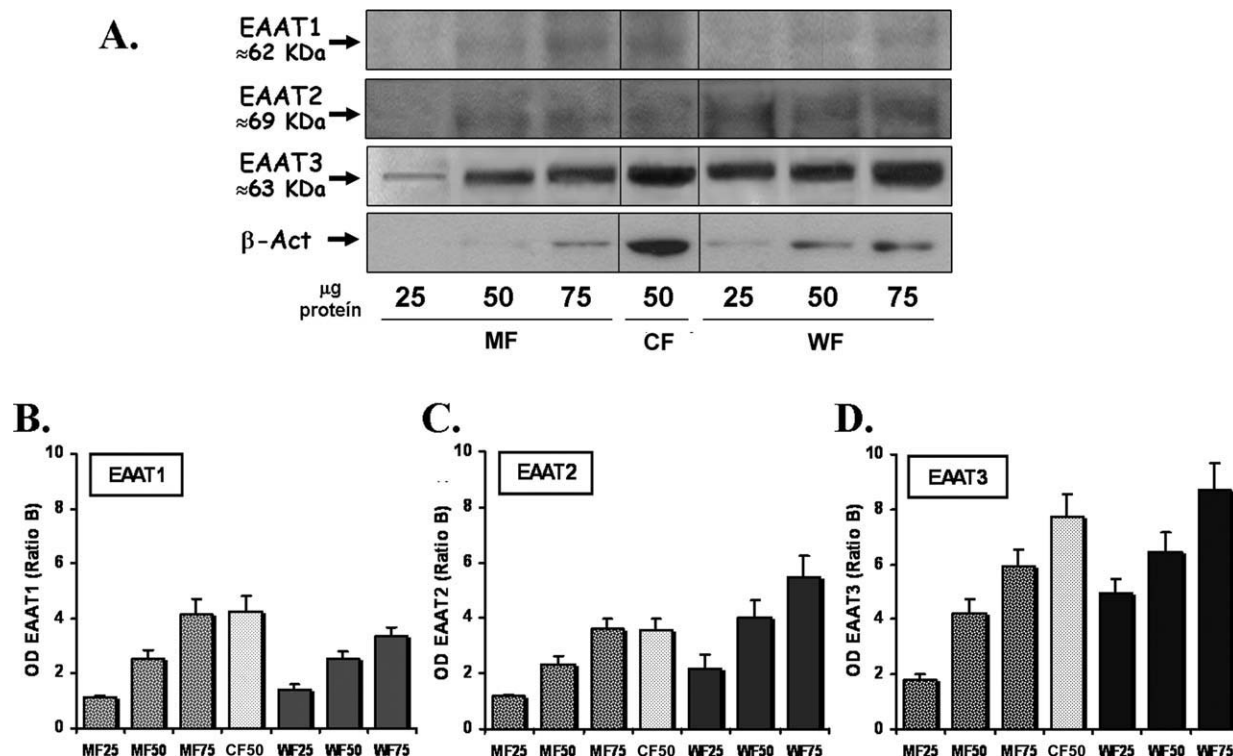 A.
EAAT1
≈62 KDa
EAAT2
≈69 KDa
EAAT3
≈63 KDa
β-Act
μg
proteín
25 50 75 50 25 50 75
MF CF WF
B.
EAAT1
OD EAAT1 (Ratio B)
10
8
6
4
2
0
MF25 MF50 MF75 CF50 WF25 WF50 WF75
C.
EAAT2
OD EAAT2 (Ratio B)
10
8
6
4
2
0
MF25 MF50 MF75 CF50 WF25 WF50 WF75
D.
EAAT3
OD EAAT3 (Ratio B)
10
8
6
4
2
0
MF25 MF50 MF75 CF50 WF25 WF50 WF75